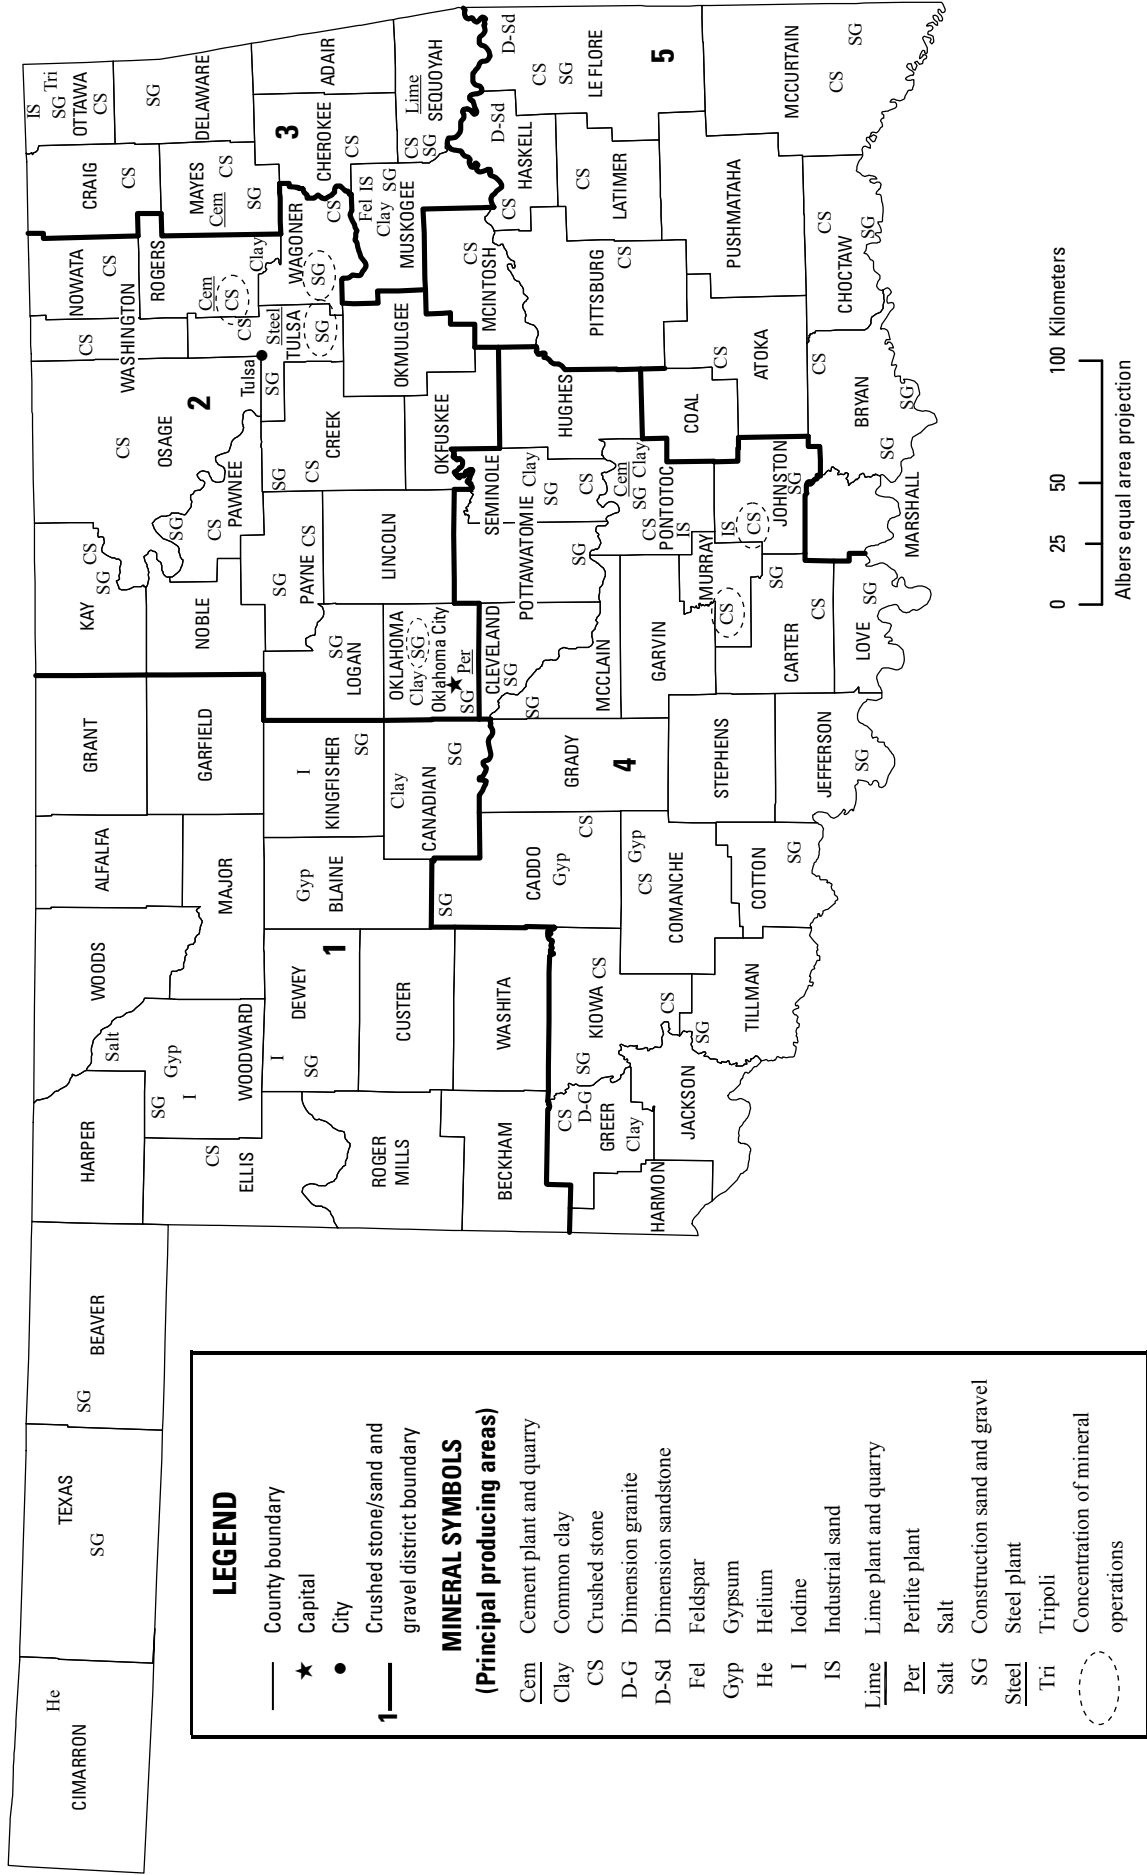 CIMARRON
He
TEXAS
SG
BEAVER
SG
HARPER
ELLIS
CS
WOODS
Salt
WOODWARD
SG
Gyp
I
ALFALFA
MAJOR
GRANT
GARFIELD
KAY
SG
CS
NOBLE
OSAGE
CS
2
PAWNEE
SG
CS
WASHINGTON
CS
NOWATA
CS
ROGERS
Cem
CS
Clay
CRAIG
CS
OTTAWA
IS
SG
Tri
CS
DELAWARE
SG
MAYES
Cem
CS
SG
ROGER
MILLS
DEWEY
I
SG
1
CUSTER
BLAINE
Gyp
KINGFISHER
I
SG
CANADIAN
Clay
SG
LOGAN
SG
PAYNE
SG
CS
LINCOLN
OKLAHOMA
Clay
SG
Oklahoma City
SG
Per
CREEK
SG
CS
Tulsa
SG
TULSA
CS
Steel
SG
WAGONER
SG
CS
CHEROKEE
CS
3
ADAIR
SEQUOYAH
Lime
CS
SG
MUSKOGEE
Fel
IS
Clay
SG
OKMULGEE
OKFUSKEE
MCINTOSH
CS
BECKHAM
WASHITA
CADDO
SG
Gyp
CS
GRADY
4
MCCLAIN
SG
CLEVELAND
SG
POTTAWATOMIE
SG
SEMINOLE
Clay
SG
CS
HUGHES
PITTSBURG
CS
HASKELL
CS
D-Sd
LATIMER
CS
LE FLORE
D-Sd
CS
SG
5
HARMON
GREER
CS
D-G
Clay
JACKSON
KIOWA
SG
CS
CS
TILLMAN
SG
COMANCHE
CS
Gyp
COTTON
SG
STEPHENS
JEFFERSON
SG
GARVIN
MURRAY
CS
CARTER
SG
CS
LOVE
SG
PONTOTOC
CS
IS
Cem
SG
Clay
JOHNSTON
IS
CS
SG
MARSHALL
COAL
ATOKA
CS
BRYAN
CS
SG
SG
PUSHMATAHA
CHOCTAW
CS
SG
MCCURTAIN
CS
SG
LEGEND
County boundary
Capital
City
1
Crushed stone/sand and
gravel district boundary
MINERAL SYMBOLS
(Principal producing areas)
Cem Cement plant and quarry
Clay Common clay
CS Crushed stone
D-G Dimension granite
D-Sd Dimension sandstone
Fel Feldspar
Gyp Gypsum
He Helium
I Iodine
IS Industrial sand
Lime Lime plant and quarry
Per Perlite plant
Salt Salt
SG Construction sand and gravel
Steel Steel plant
Tri Tripoli
Concentration of mineral
operations
0 25 50 100 Kilometers
Albers equal area projection